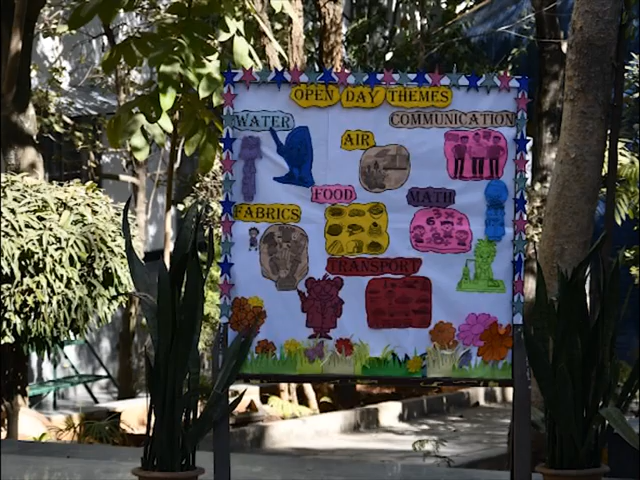 OPEN DAY THEMES
WATER
COMMUNICATION
AIR
FOOD
MATH
FABRICS
TRANSPORT